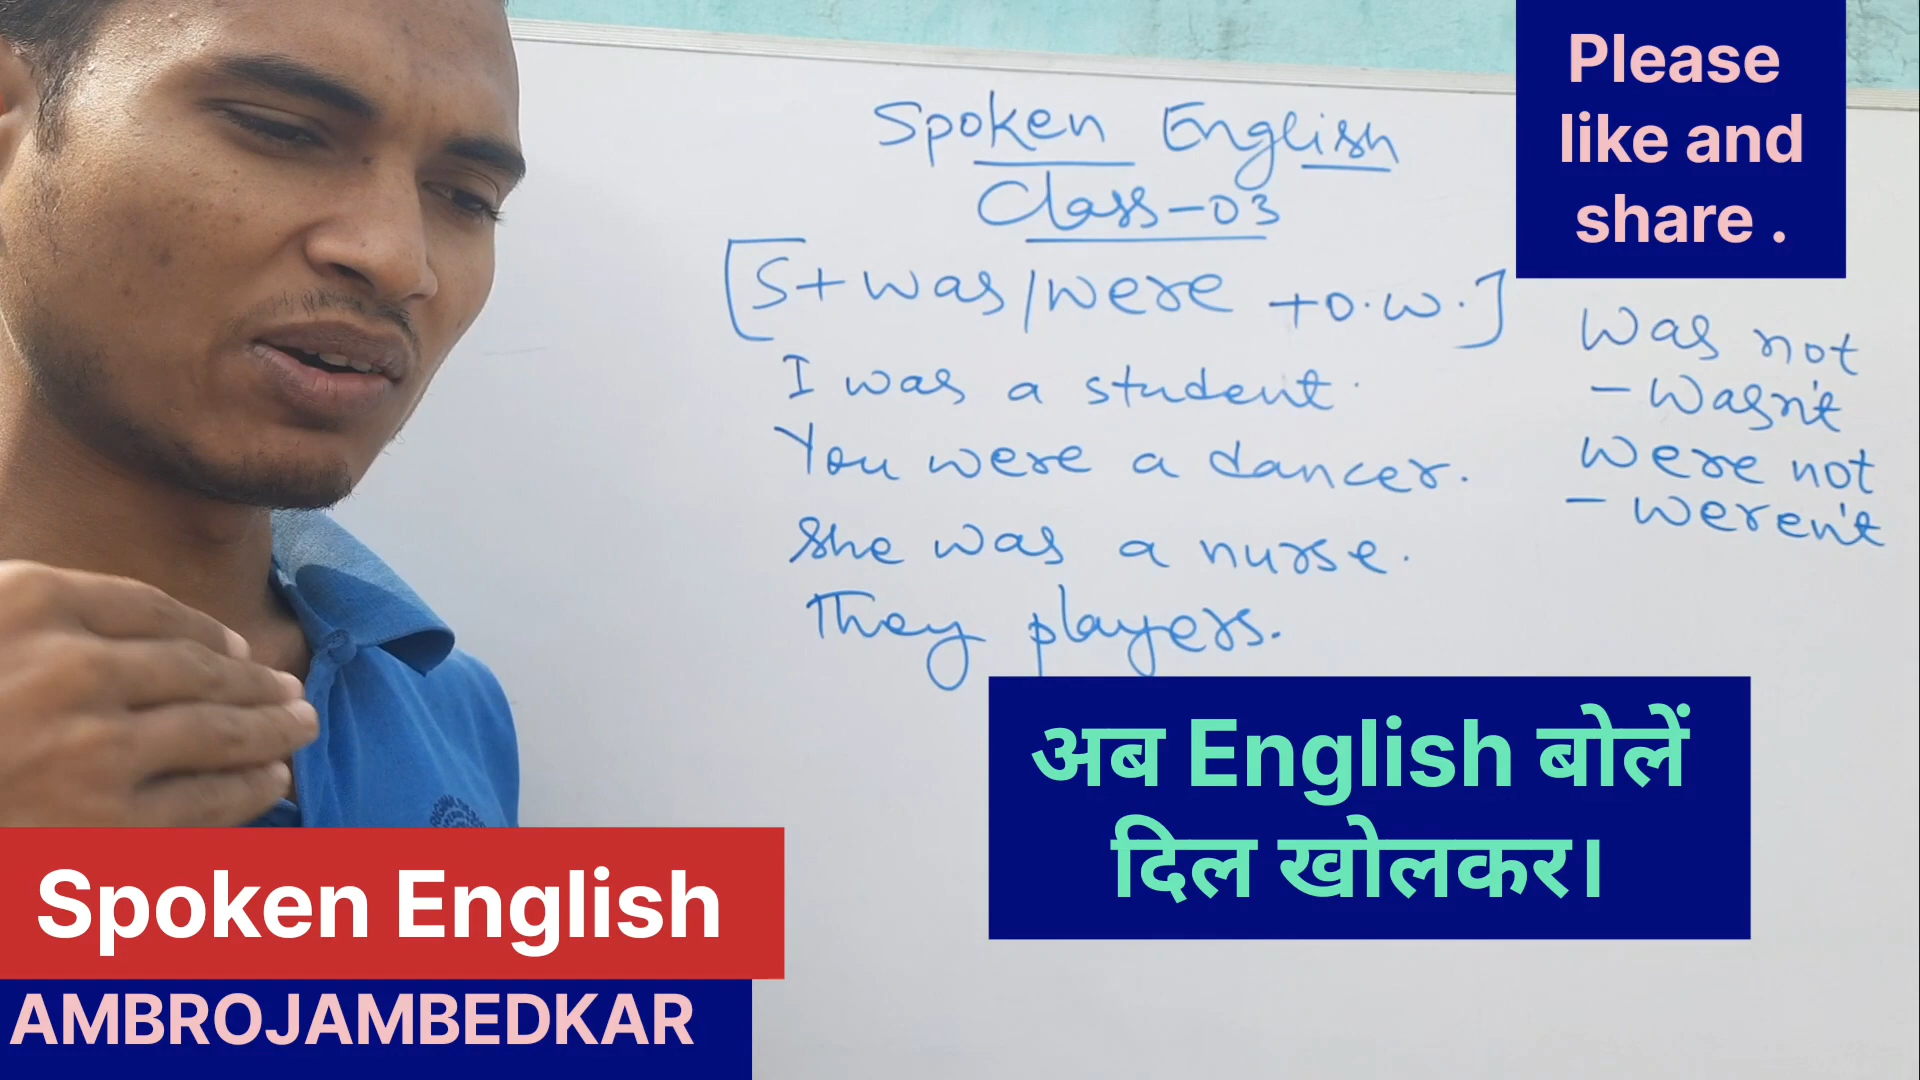 Please
like and
share .
Spoken English
Class-03
[S+was/were +o.w.]
I was a student.
You were a dancer.
She was a nurse.
They players.
Was not
- Wasn't
Were not
- weren't
अब English बोलें
दिल खोलकर।
Spoken English
AMBROJAMBEDKAR